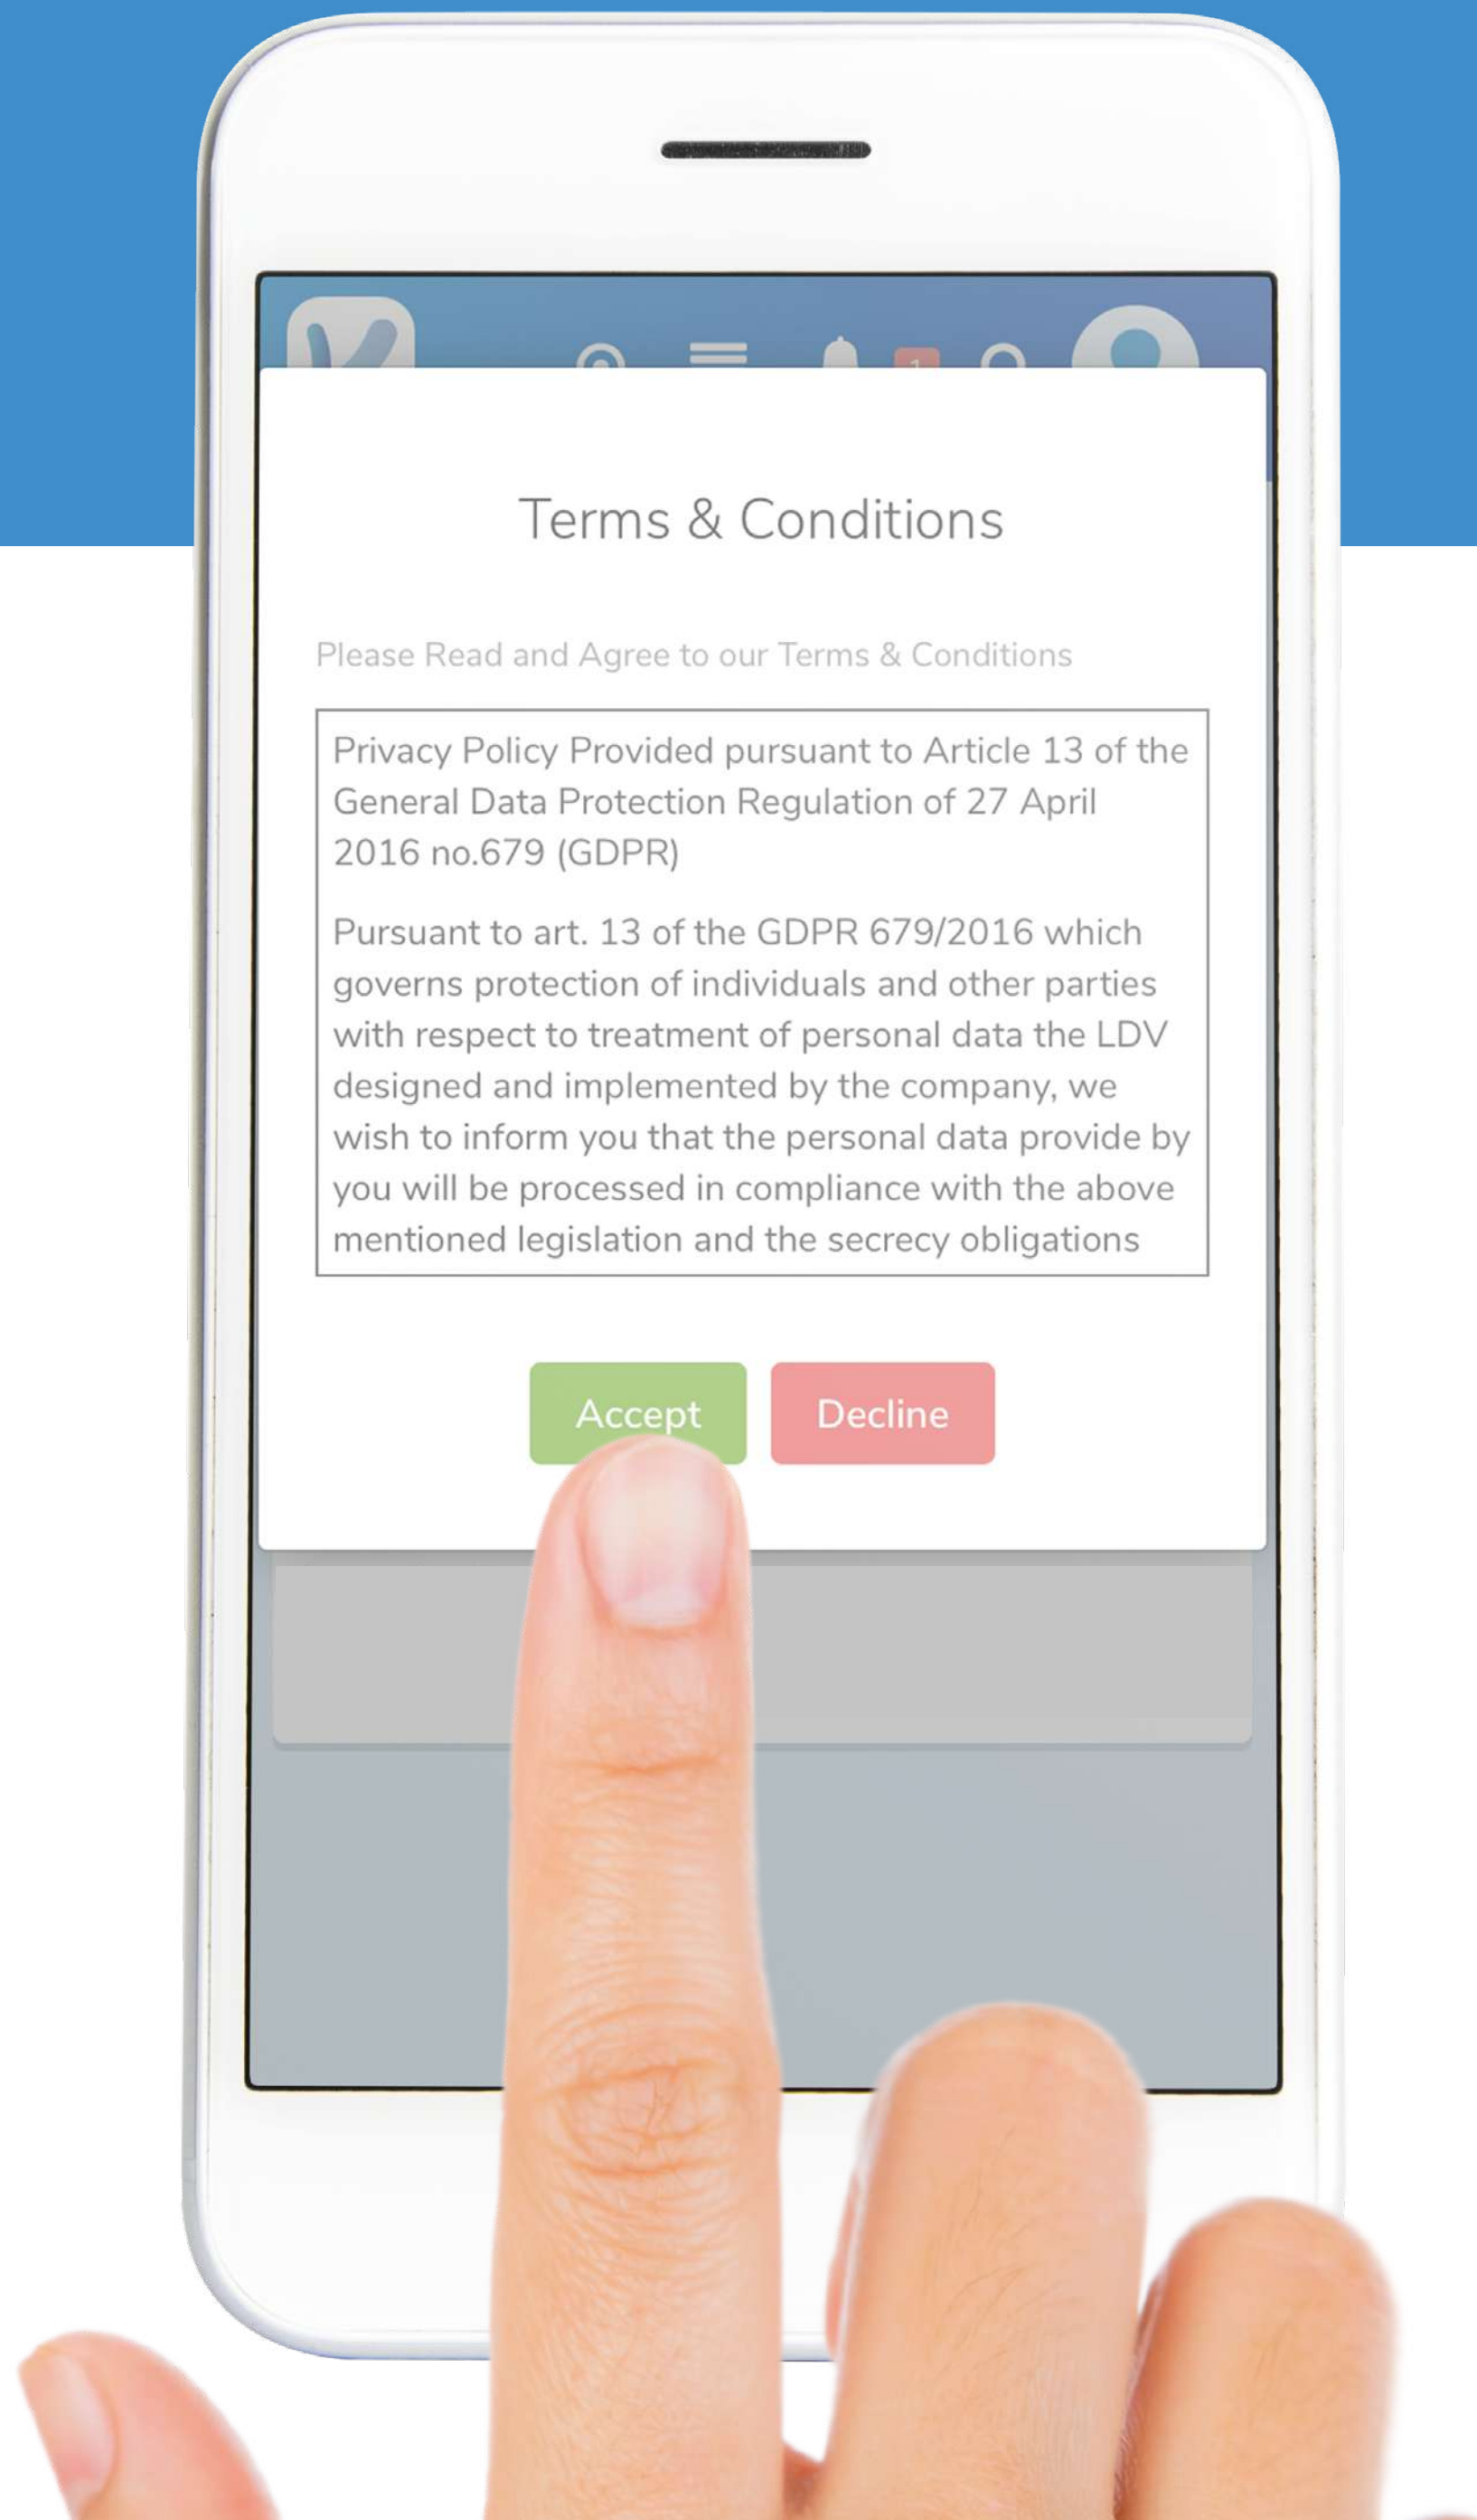 1
Terms & Conditions
Please Read and Agree to our Terms & Conditions
Privacy Policy Provided pursuant to Article 13 of the
General Data Protection Regulation of 27 April
2016 no.679 (GDPR)
Pursuant to art. 13 of the GDPR 679/2016 which
governs protection of individuals and other parties
with respect to treatment of personal data the LDV
designed and implemented by the company, we
wish to inform you that the personal data provide by
you will be processed in compliance with the above
mentioned legislation and the secrecy obligations
Accept Decline